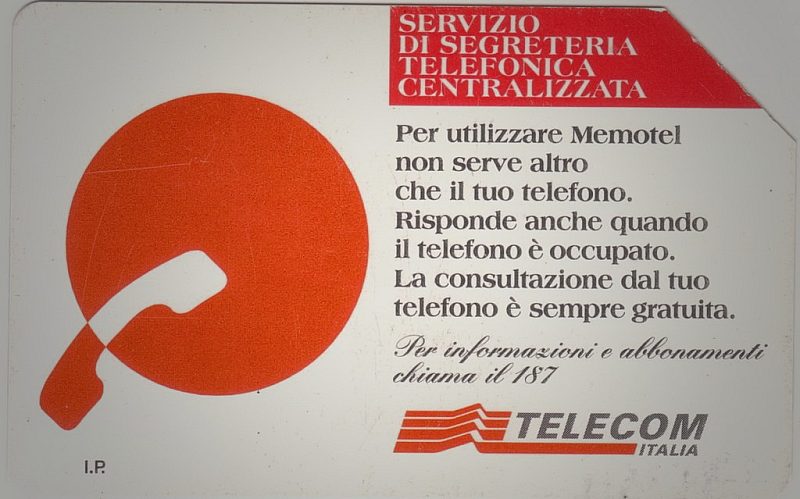 SERVIZIO
DI SEGRETERIA
TELEFONICA
CENTRALIZZATA
Per utilizzare Memotel
non serve altro
che il tuo telefono.
Risponde anche quando
il telefono è occupato.
La consultazione dal tuo
telefono è sempre gratuita.
Per informazioni e abbonamenti
chiama il 187
TELECOM
ITALIA
I.P.